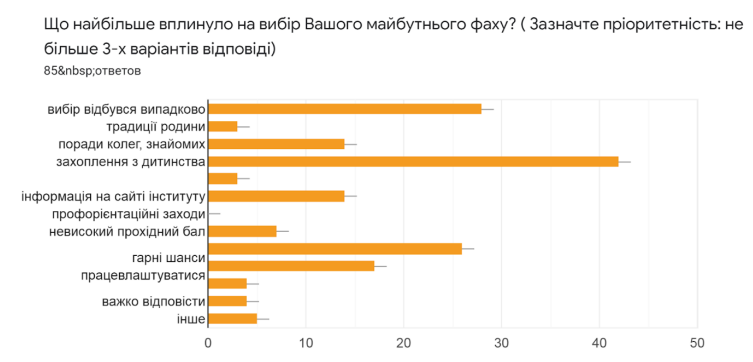 Що найбільше вплинуло на вибір Вашого майбутнього фаху? ( Зазначте пріоритетність: не
більше 3-х варіантів відповіді)
85&nbsp;ответов
вибір відбувся випадково
традиції родини
поради колег, знайомих
захоплення з дитинства
інформація на сайті інституту
профорієнтаційні заходи
невисокий прохідний бал
гарні шанси
працевлаштуватися
важко відповісти
інше
0 10 20 30 40 50